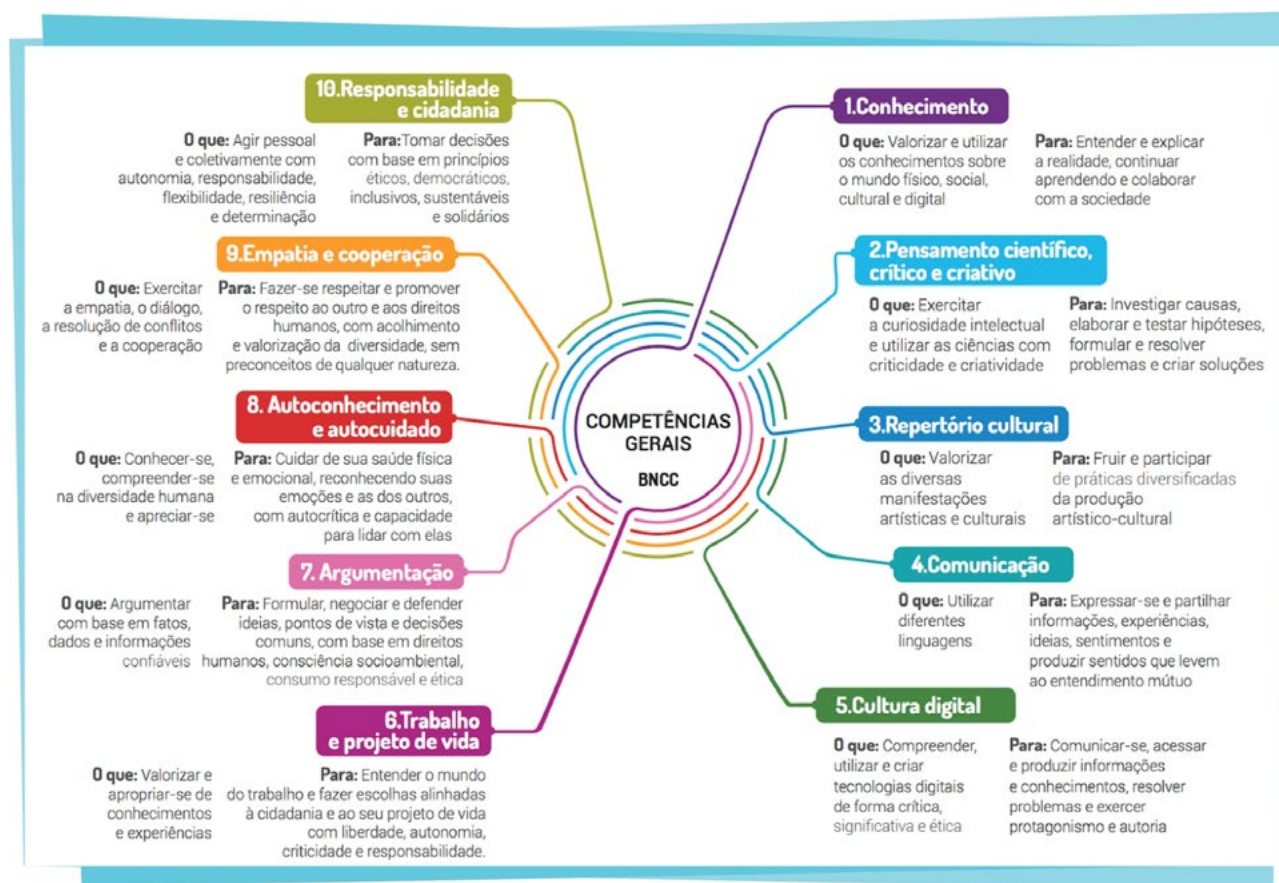 COMPETÊNCIAS
GERAIS
BNCC
1.Conhecimento
O que: Valorizar e utilizar
os conhecimentos sobre
o mundo físico, social,
cultural e digital
Para: Entender e explicar
a realidade, continuar
aprendendo e colaborar
com a sociedade
2.Pensamento científico,
crítico e criativo
O que: Exercitar
a curiosidade intelectual
e utilizar as ciências com
criticidade e criatividade
Para: Investigar causas,
elaborar e testar hipóteses,
formular e resolver
problemas e criar soluções
3.Repertório cultural
O que: Valorizar
as diversas
manifestações
artísticas e culturais
Para: Fruir e participar
de práticas diversificadas
da produção
artístico-cultural
4.Comunicação
O que: Utilizar
diferentes
linguagens
Para: Expressar-se e partilhar
informações, experiências,
ideias, sentimentos e
produzir sentidos que levem
ao entendimento mútuo
5.Cultura digital
O que: Compreender,
utilizar e criar
tecnologias digitais
de forma crítica,
significativa e ética
Para: Comunicar-se, acessar
e produzir informações
e conhecimentos, resolver
problemas e exercer
protagonismo e autoria
6.Trabalho
e projeto de vida
O que: Valorizar e
apropriar-se de
conhecimentos
e experiências
Para: Entender o mundo
do trabalho e fazer escolhas alinhadas
à cidadania e ao seu projeto de vida
com liberdade, autonomia,
criticidade e responsabilidade.
7. Argumentação
O que: Argumentar
com base em fatos,
dados e informações
confiáveis
Para: Formular, negociar e defender
ideias, pontos de vista e decisões
comuns, com base em direitos
humanos, consciência socioambiental,
consumo responsável e ética
8. Autoconhecimento
e autocuidado
O que: Conhecer-se,
compreender-se
na diversidade humana
e apreciar-se
Para: Cuidar de sua saúde física
e emocional, reconhecendo suas
emoções e as dos outros,
com autocrítica e capacidade
para lidar com elas
9.Empatia e cooperação
O que: Exercitar
a empatia, o diálogo,
a resolução de conflitos
e a cooperação
Para: Fazer-se respeitar e promover
o respeito ao outro e aos direitos
humanos, com acolhimento
e valorização da diversidade, sem
preconceitos de qualquer natureza.
10.Responsabilidade
e cidadania
O que: Agir pessoal
e coletivamente com
autonomia, responsabilidade,
flexibilidade, resiliência
e determinação
Para:Tomar decisões
com base em princípios
éticos, democráticos,
inclusivos, sustentáveis
e solidários